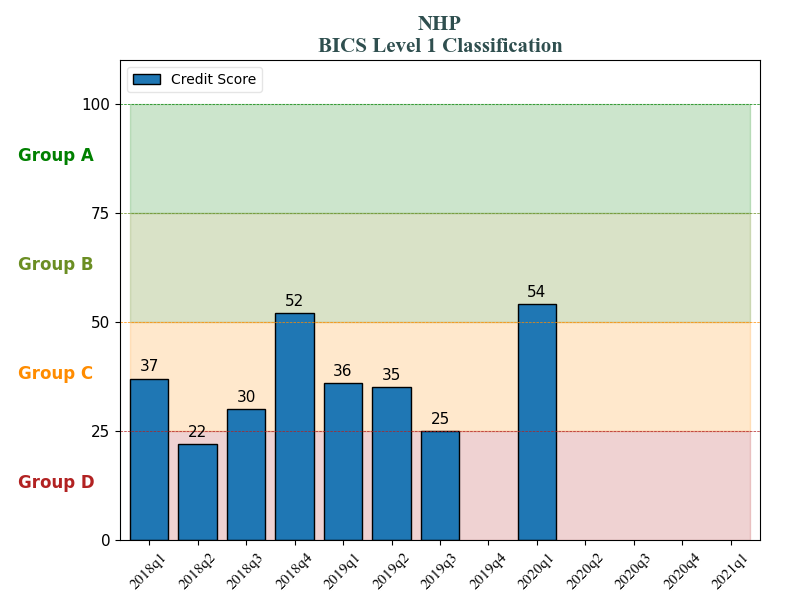 NHP
BICS Level 1 Classification
Credit Score
100
Group A
75
Group B
54
52
50
37
36
35
Group C
30
25
25
22
Group D
0
2018q1 2018q2 2018q3 2018q4 2019q1 2019q2 2019q3 2019q4 2020q1 2020q2 2020q3 2020q4 2021q1